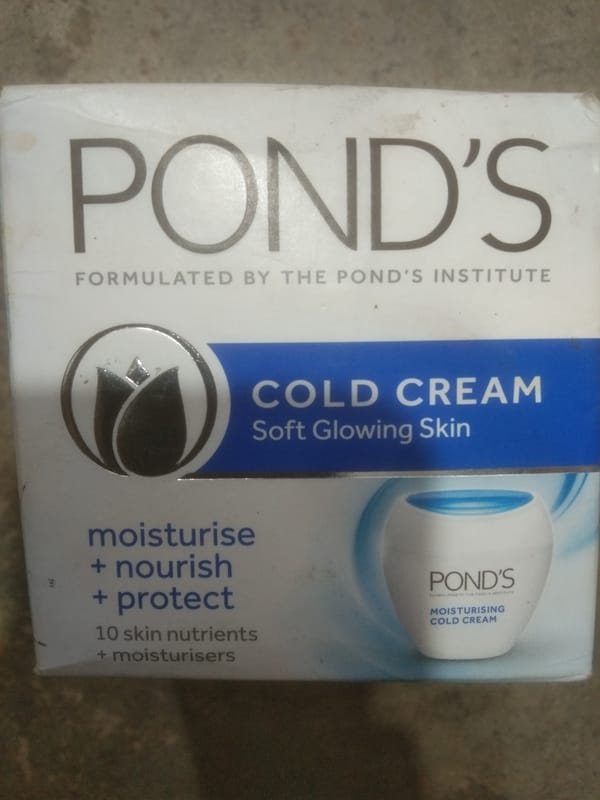 POND'S
FORMULATED BY THE POND'S INSTITUTE
COLD CREAM
Soft Glowing Skin
moisturise
+ nourish
+ protect
10 skin nutrients
+ moisturisers
POND'S
MOISTURISING
COLD CREAM